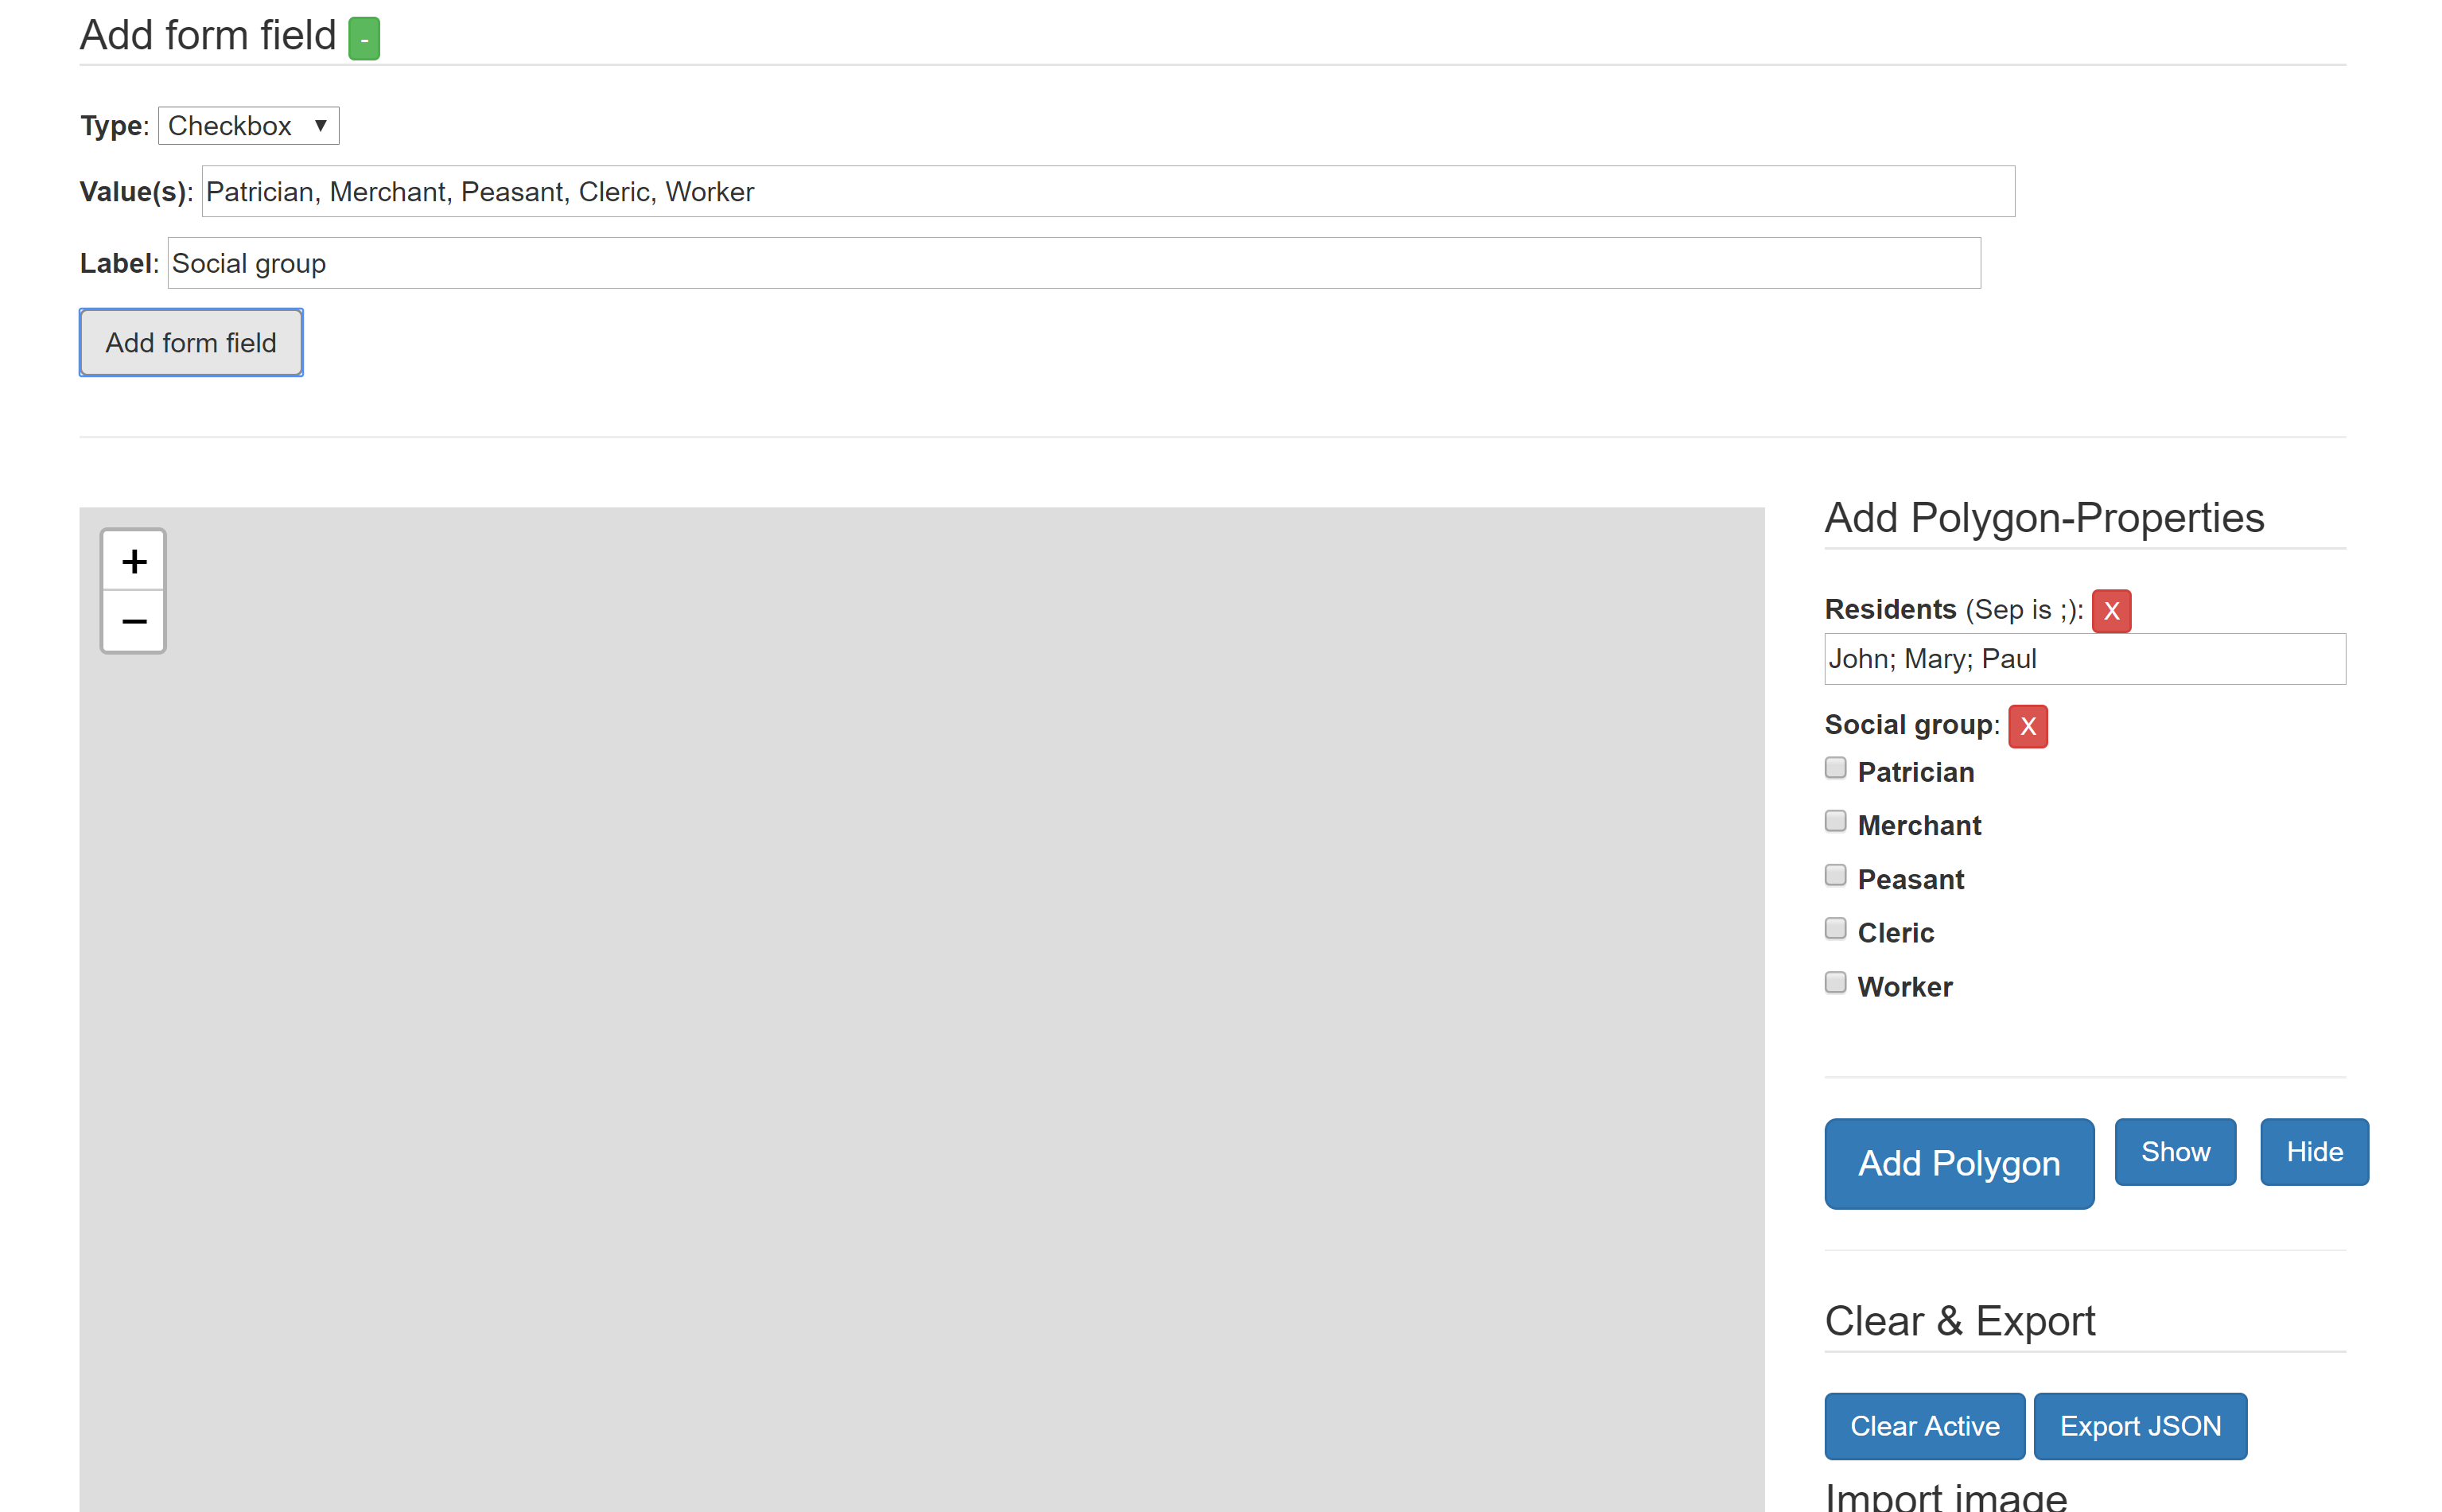 Add form field -
Type: Checkbox ▼
Value(s): Patrician, Merchant, Peasant, Cleric, Worker
Label: Social group
Add form field
+
−
Add Polygon-Properties
Residents (Sep is ;): X
John; Mary; Paul
Social group: X
Patrician
Merchant
Peasant
Cleric
Worker
Add Polygon Show Hide
Clear & Export
Clear Active Export JSON
Import image